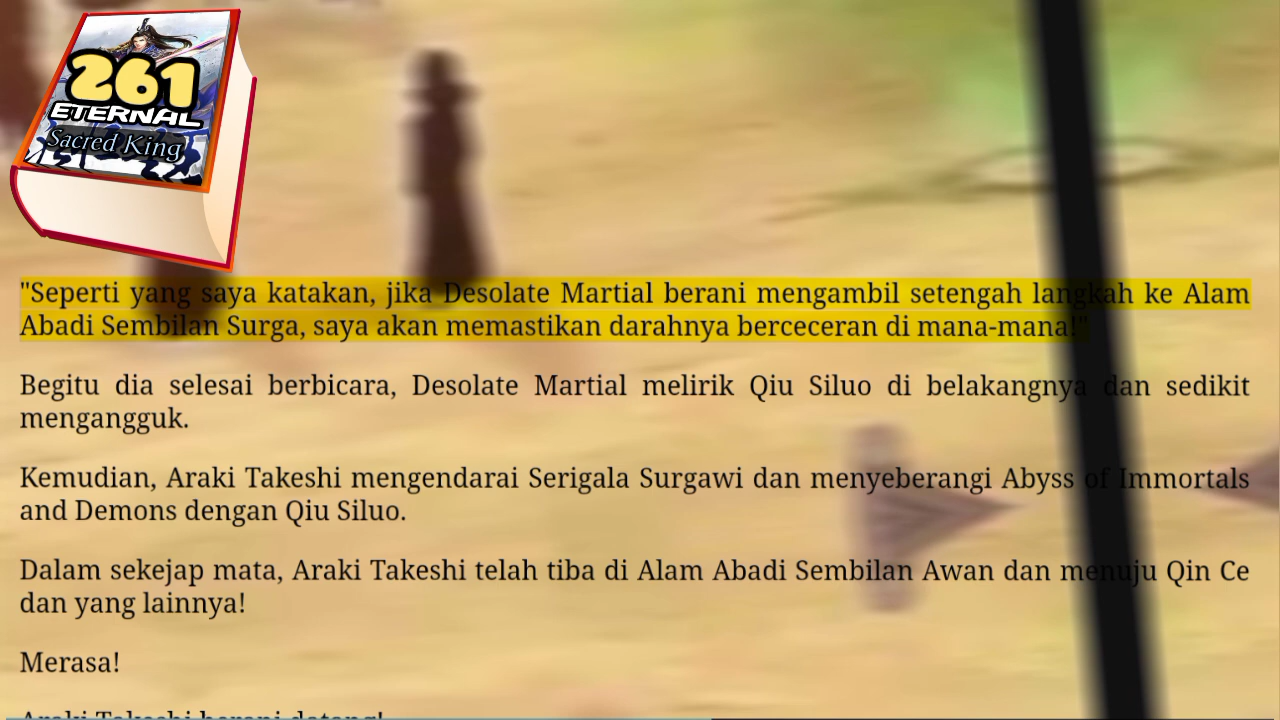 261
ETERNAL
Sacred King
"Seperti yang saya katakan, jika Desolate Martial berani mengambil setengah langkah ke Alam
Abadi Sembilan Surga, saya akan memastikan darahnya berceceran di mana-mana!"
Begitu dia selesai berbicara, Desolate Martial melirik Qiu Siluo di belakangnya dan sedikit
mengangguk.
Kemudian, Araki Takeshi mengendarai Serigala Surgawi dan menyeberangi Abyss of Immortals
and Demons dengan Qiu Siluo.
Dalam sekejap mata, Araki Takeshi telah tiba di Alam Abadi Sembilan Awan dan menuju Qin Ce
dan yang lainnya!
Merasa!
Araki Takeshi berani datang!